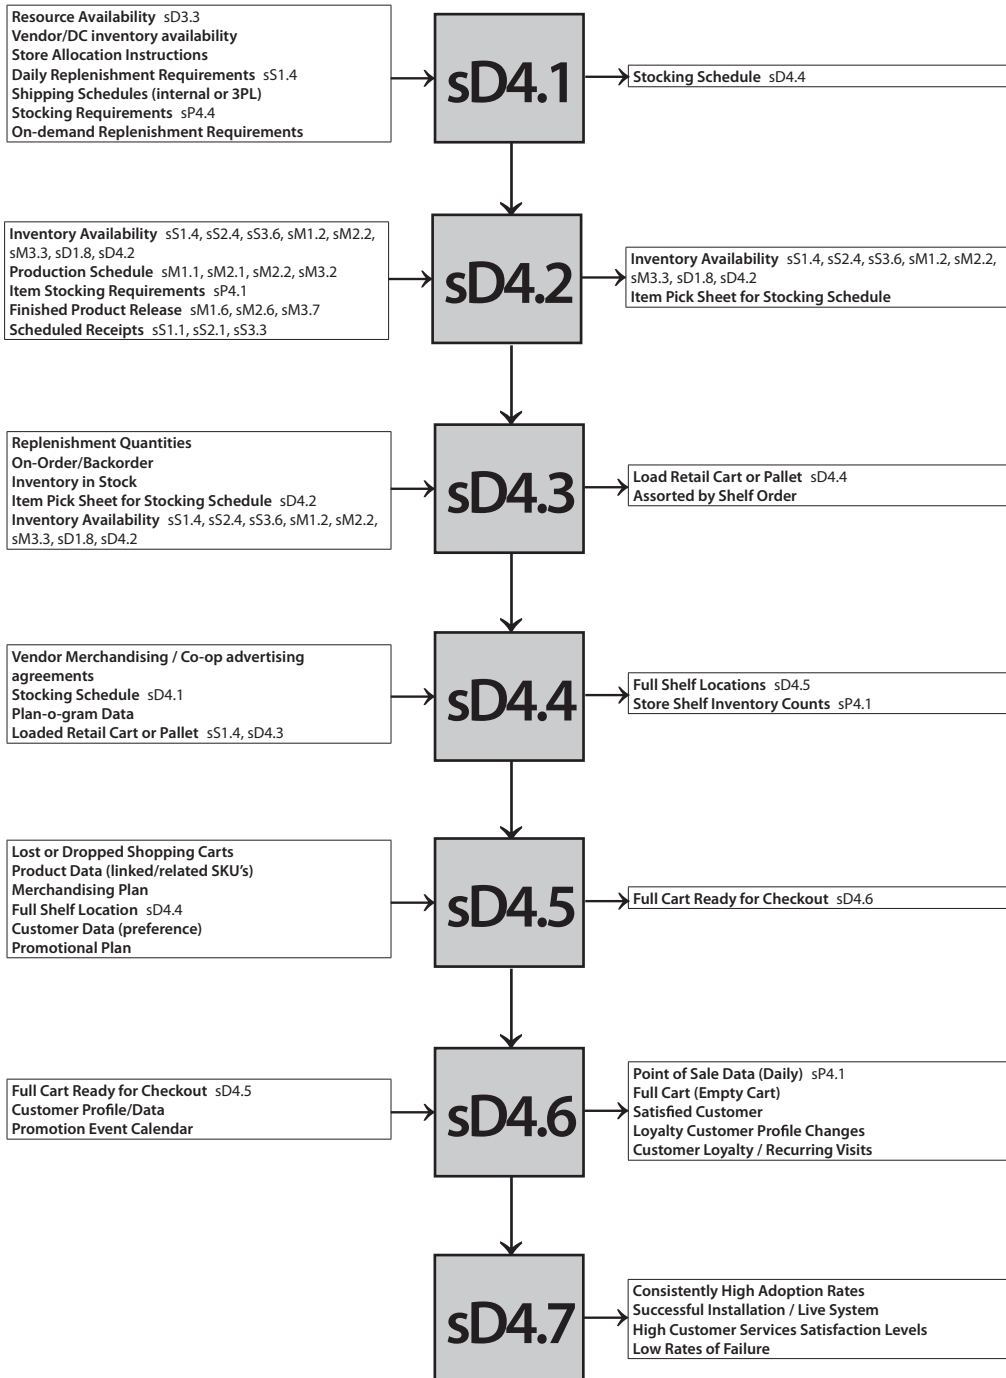 Resource Availability sD3.3
Vendor/DC inventory availability
Store Allocation Instructions
Daily Replenishment Requirements sS1.4
Shipping Schedules (internal or 3PL)
Stocking Requirements sP4.4
On-demand Replenishment Requirements
sD4.1
Stocking Schedule sD4.4
Inventory Availability sS1.4, sS2.4, sS3.6, sM1.2, sM2.2,
sM3.3, sD1.8, sD4.2
Production Schedule sM1.1, sM2.1, sM2.2, sM3.2
Item Stocking Requirements sP4.1
Finished Product Release sM1.6, sM2.6, sM3.7
Scheduled Receipts sS1.1, sS2.1, sS3.3
sD4.2
Inventory Availability sS1.4, sS2.4, sS3.6, sM1.2, sM2.2,
sM3.3, sD1.8, sD4.2
Item Pick Sheet for Stocking Schedule
Replenishment Quantities
On-Order/Backorder
Inventory in Stock
Item Pick Sheet for Stocking Schedule sD4.2
Inventory Availability sS1.4, sS2.4, sS3.6, sM1.2, sM2.2,
sM3.3, sD1.8, sD4.2
sD4.3
Load Retail Cart or Pallet sD4.4
Assorted by Shelf Order
Vendor Merchandising / Co-op advertising
agreements
Stocking Schedule sD4.1
Plan-o-gram Data
Loaded Retail Cart or Pallet sS1.4, sD4.3
sD4.4
Full Shelf Locations sD4.5
Store Shelf Inventory Counts sP4.1
Lost or Dropped Shopping Carts
Product Data (linked/related SKU's)
Merchandising Plan
Full Shelf Location sD4.4
Customer Data (preference)
Promotional Plan
sD4.5
Full Cart Ready for Checkout sD4.6
Full Cart Ready for Checkout sD4.5
Customer Profile/Data
Promotion Event Calendar
sD4.6
Point of Sale Data (Daily) sP4.1
Full Cart (Empty Cart)
Satisfied Customer
Loyalty Customer Profile Changes
Customer Loyalty / Recurring Visits
sD4.7
Consistently High Adoption Rates
Successful Installation / Live System
High Customer Services Satisfaction Levels
Low Rates of Failure